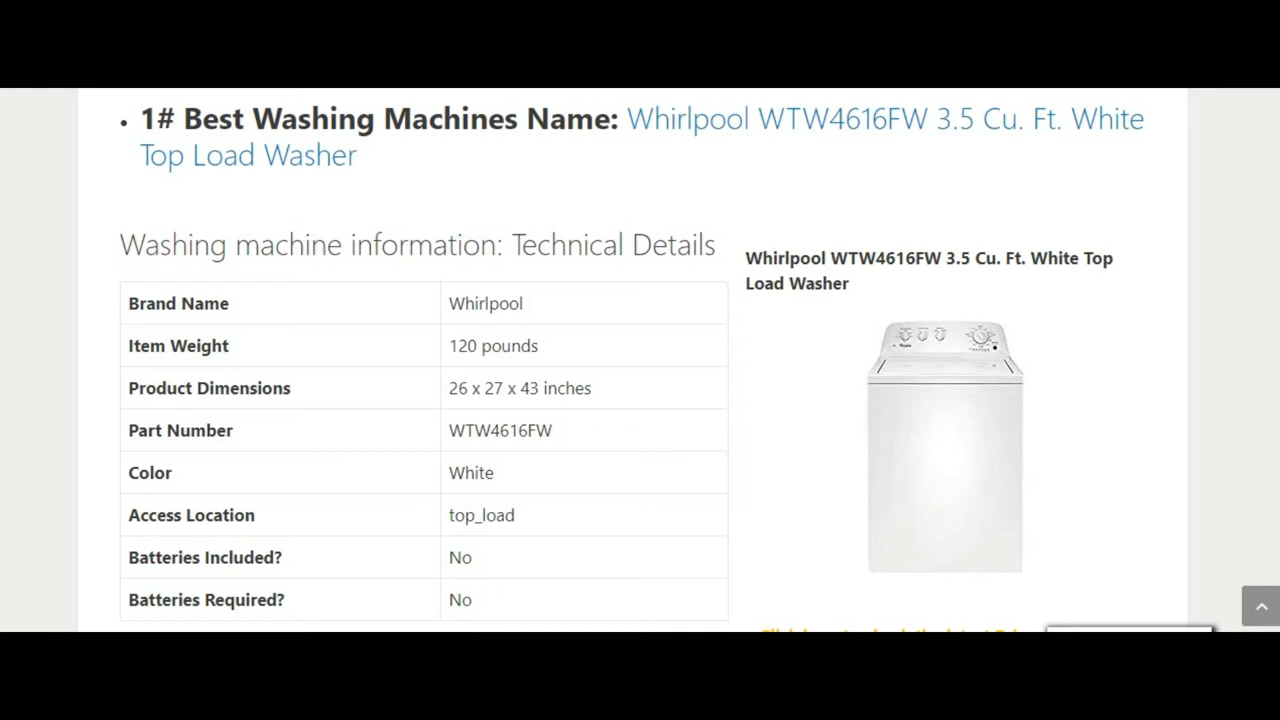 1# Best Washing Machines Name: Whirlpool WTW4616FW 3.5 Cu. Ft. White
Top Load Washer
Washing machine information: Technical Details
Brand Name Whirlpool
Item Weight 120 pounds
Product Dimensions 26 x 27 x 43 inches
Part Number WTW4616FW
Color White
Access Location top_load
Batteries Included? No
Batteries Required? No
Whirlpool WTW4616FW 3.5 Cu. Ft. White Top
Load Washer